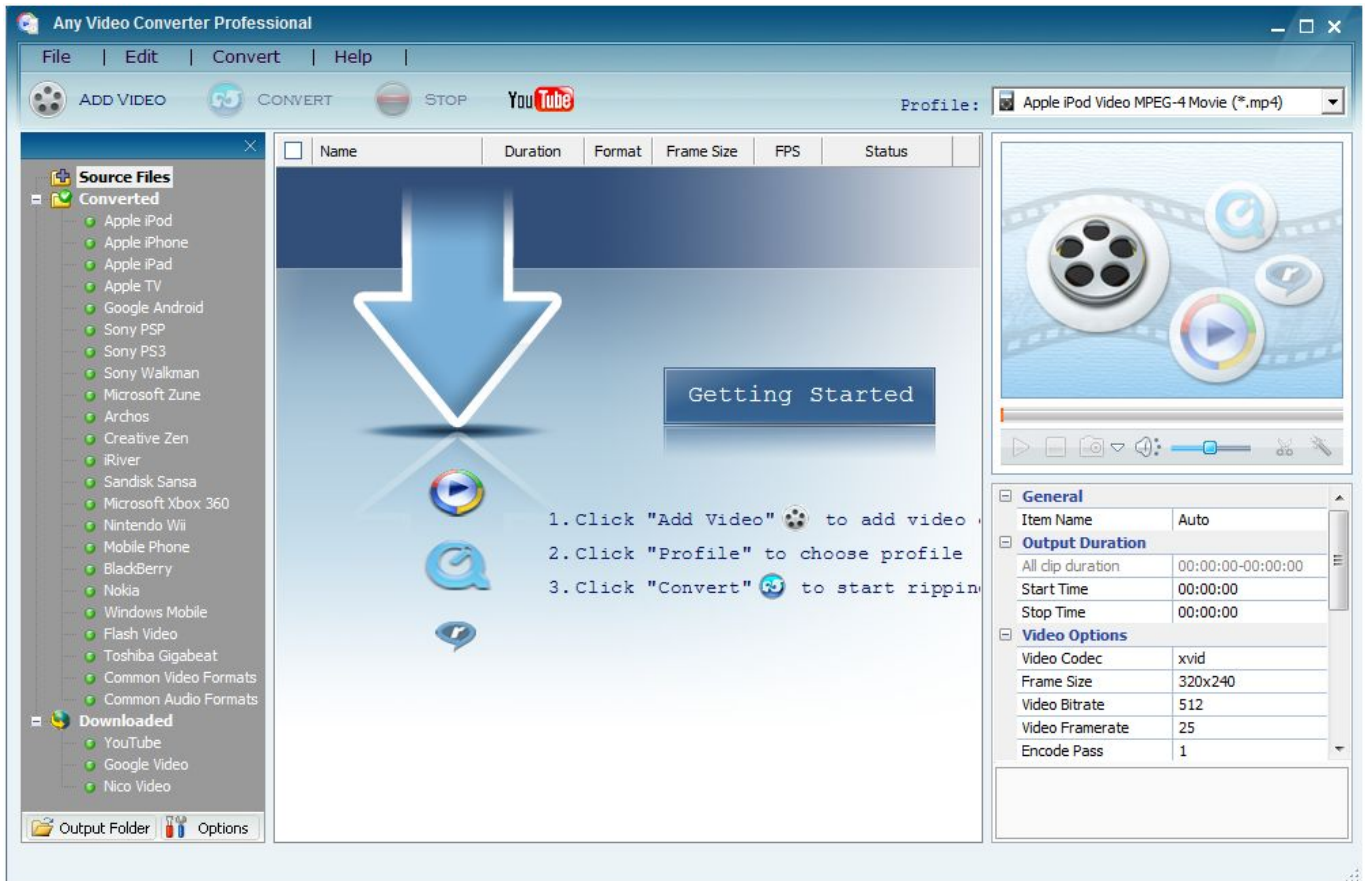 Any Video Converter Professional
File | Edit | Convert | Help |
ADD VIDEO CONVERT STOP YouTube Profile: Apple iPod Video MPEG-4 Movie (*.mp4)
Source Files
Converted
Apple iPod
Apple iPhone
Apple iPad
Apple TV
Google Android
Sony PSP
Sony PS3
Sony Walkman
Microsoft Zune
Archos
Creative Zen
iRiver
Sandisk Sansa
Microsoft Xbox 360
Nintendo Wii
Mobile Phone
BlackBerry
Nokia
Windows Mobile
Flash Video
Toshiba Gigabeat
Common Video Formats
Common Audio Formats
Downloaded
YouTube
Google Video
Nico Video
Output Folder Options
Name Duration Format Frame Size FPS Status
Getting Started
1.Click "Add Video" to add video
2.Click "Profile" to choose profile
3.Click "Convert" to start rippin
General
Item Name Auto
Output Duration
All clip duration 00:00:00-00:00:00
Start Time 00:00:00
Stop Time 00:00:00
Video Options
Video Codec xvid
Frame Size 320x240
Video Bitrate 512
Video Framerate 25
Encode Pass 1